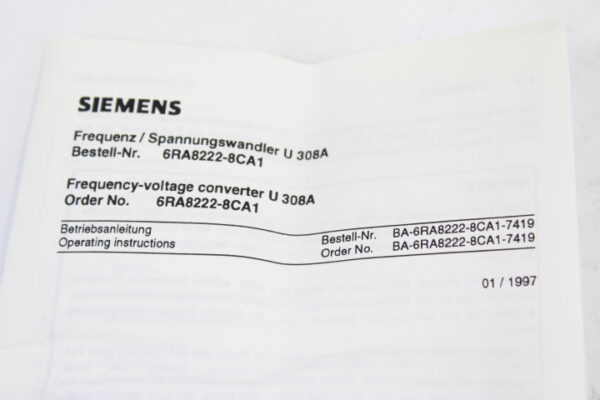 SIEMENS
Frequenz / Spannungswandler U 308A
Bestell-Nr. 6RA8222-8CA1
Frequency-voltage converter U 308A
Order No. 6RA8222-8CA1
Betriebsanleitung Bestell-Nr. BA-6RA8222-8CA1-7419
Operating instructions Order No. BA-6RA8222-8CA1-7419
01 / 1997